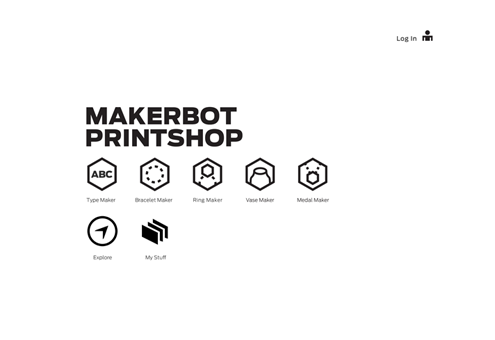 Log In
MAKERBOT
PRINTSHOP
ABC
Type Maker
Bracelet Maker
Ring Maker
Vase Maker
Medal Maker
Explore
My Stuff